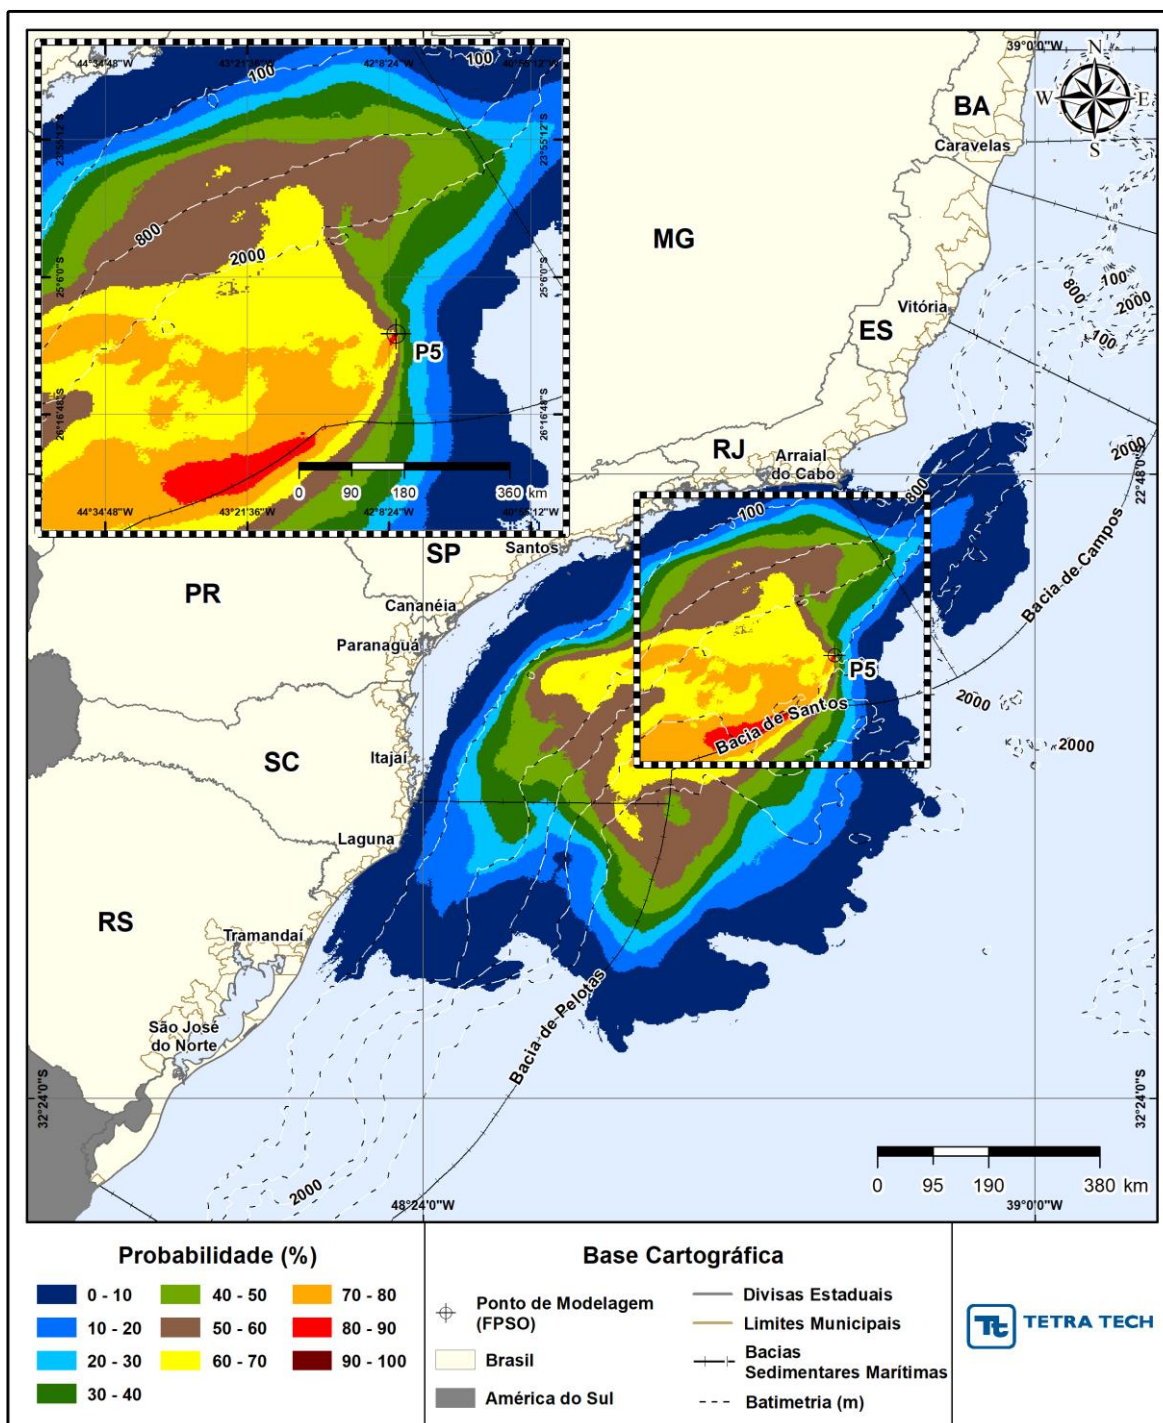 44°34'48"W
43°21'36"W
42°8'24"W
40°55'12"W
100
100
23°55'12"S
23°55'12"S
800
2000
25°6'0"S
25°6'0"S
P5
26°16'48"S
26°16'48"S
0 90 180 360 km
44°34'48"W
43°21'36"W
42°8'24"W
40°55'12"W
39°0'0"W
N
W
E
S
BA
Caravelas
MG
800
100
2000
100
Vitória
ES
2000
22°48'0"S
RJ
Arraial
do Cabo
800
100
Bacia de Campos
SP
Santos
PR
Cananéia
Paranaguá
P5
2000
2000
Bacia de Santos
SC
Itajaí
Laguna
RS
Tramandaí
Bacia de Pelotas
São José
do Norte
32°24'0"S
32°24'0"S
2000
0 95 190 380 km
48°24'0"W
39°0'0"W
Probabilidade (%)
0 - 10
40 - 50
70 - 80
10 - 20
50 - 60
80 - 90
20 - 30
60 - 70
90 - 100
30 - 40
Base Cartográfica
Ponto de Modelagem
(FPSO)
Brasil
América do Sul
Divisas Estaduais
Limites Municipais
Bacias
Sedimentares Marítimas
Batimetria (m)
Tt
TETRA TECH